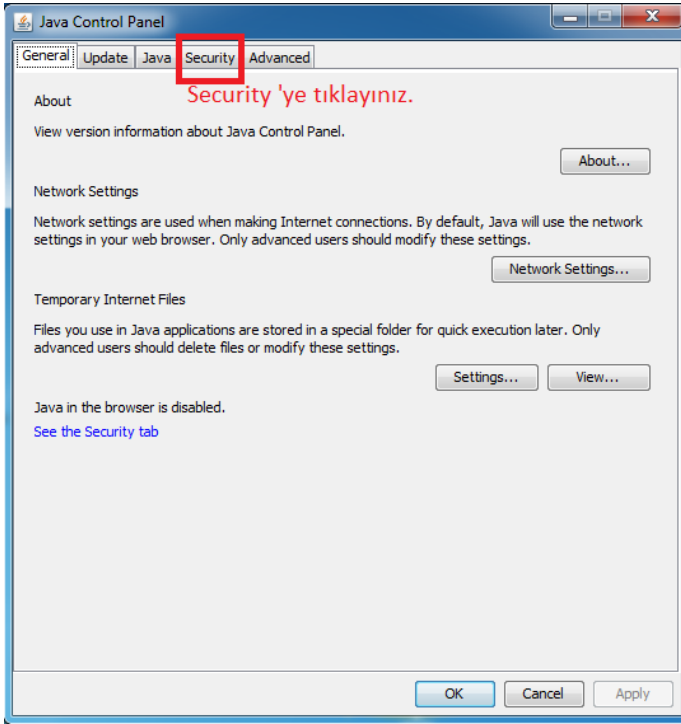 Java Control Panel
General Update Java Security Advanced
Security 'ye tıklayınız.
About
View version information about Java Control Panel.
About...
Network Settings
Network settings are used when making Internet connections. By default, Java will use the network
settings in your web browser. Only advanced users should modify these settings.
Network Settings...
Temporary Internet Files
Files you use in Java applications are stored in a special folder for quick execution later. Only
advanced users should delete files or modify these settings.
Settings... View...
Java in the browser is disabled.
See the Security tab
OK Cancel Apply